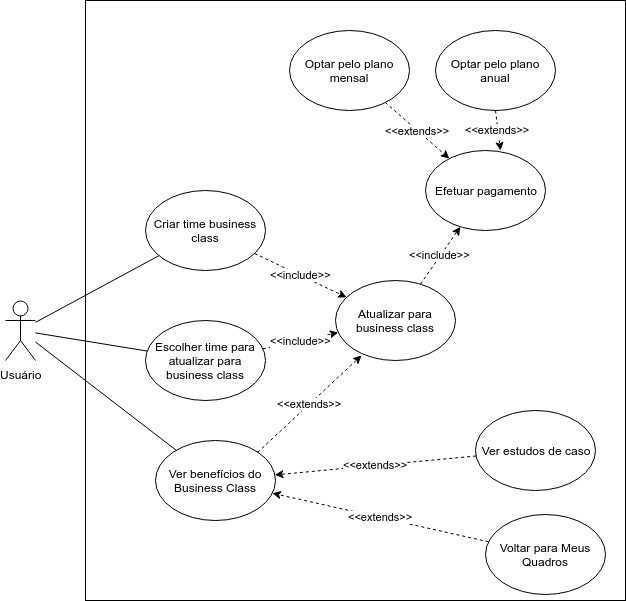 Optar pelo plano
mensal
Optar pelo plano
anual
<<extends>>
<<extends>>
Efetuar pagamento
Criar time business
class
<<include>>
<<include>>
Atualizar para
business class
Usuário
Escolher time para
atualizar para
business class
<<include>>
<<extends>>
Ver benefícios do
Business Class
<<extends>>
Ver estudos de caso
<<extends>>
Voltar para Meus
Quadros